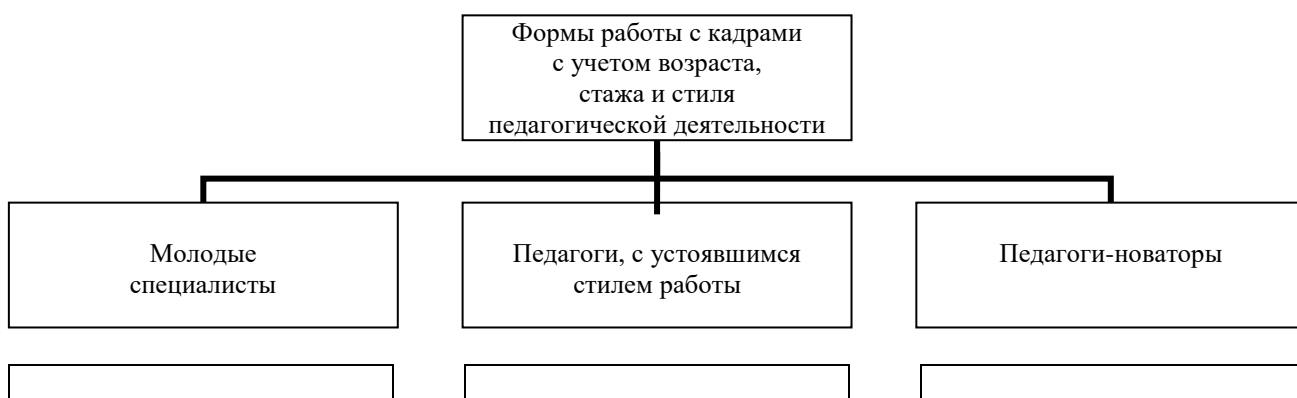 Формы работы с кадрами
с учетом возраста,
стажа и стиля
педагогической деятельности
Молодые
специалисты
Педагоги, с устоявшимся
стилем работы
Педагоги-новаторы